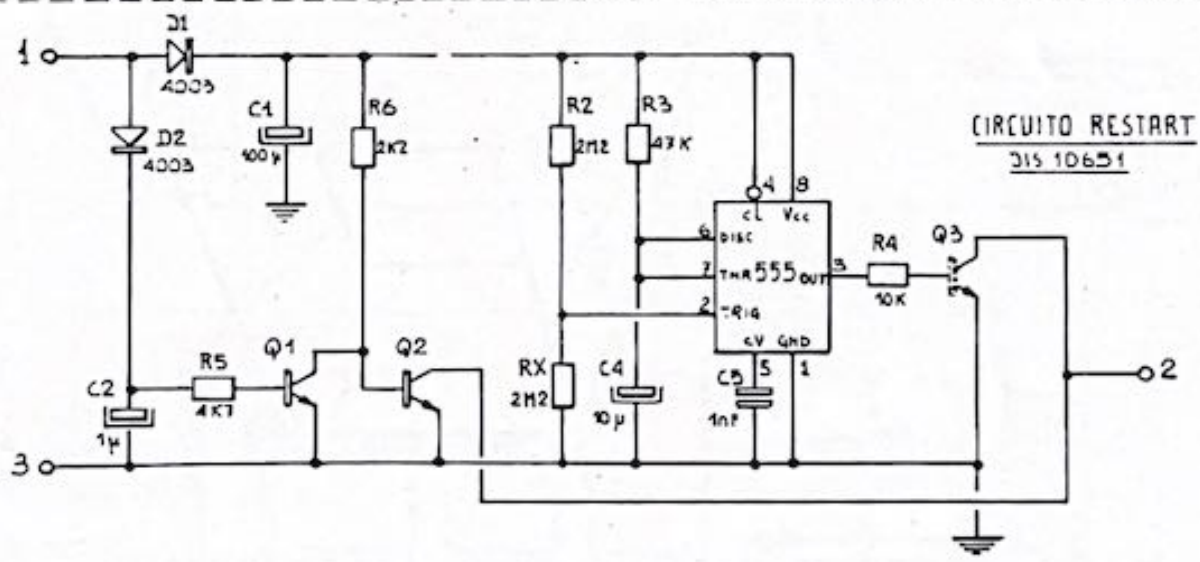 CIRCUITO RESTART
DIS 10651
1
D1
4003
D2
4003
C1
100µ
R6
2K2
R2
2M2
R3
47K
4
8
CL
Vcc
6
DISC
7
THR
555
OUT
3
2
TRIG
CV
GND
5
1
R4
10K
Q3
2
Q1
Q2
R5
4K7
C2
1µ
RX
2M2
C4
10µ
C5
1nF
3